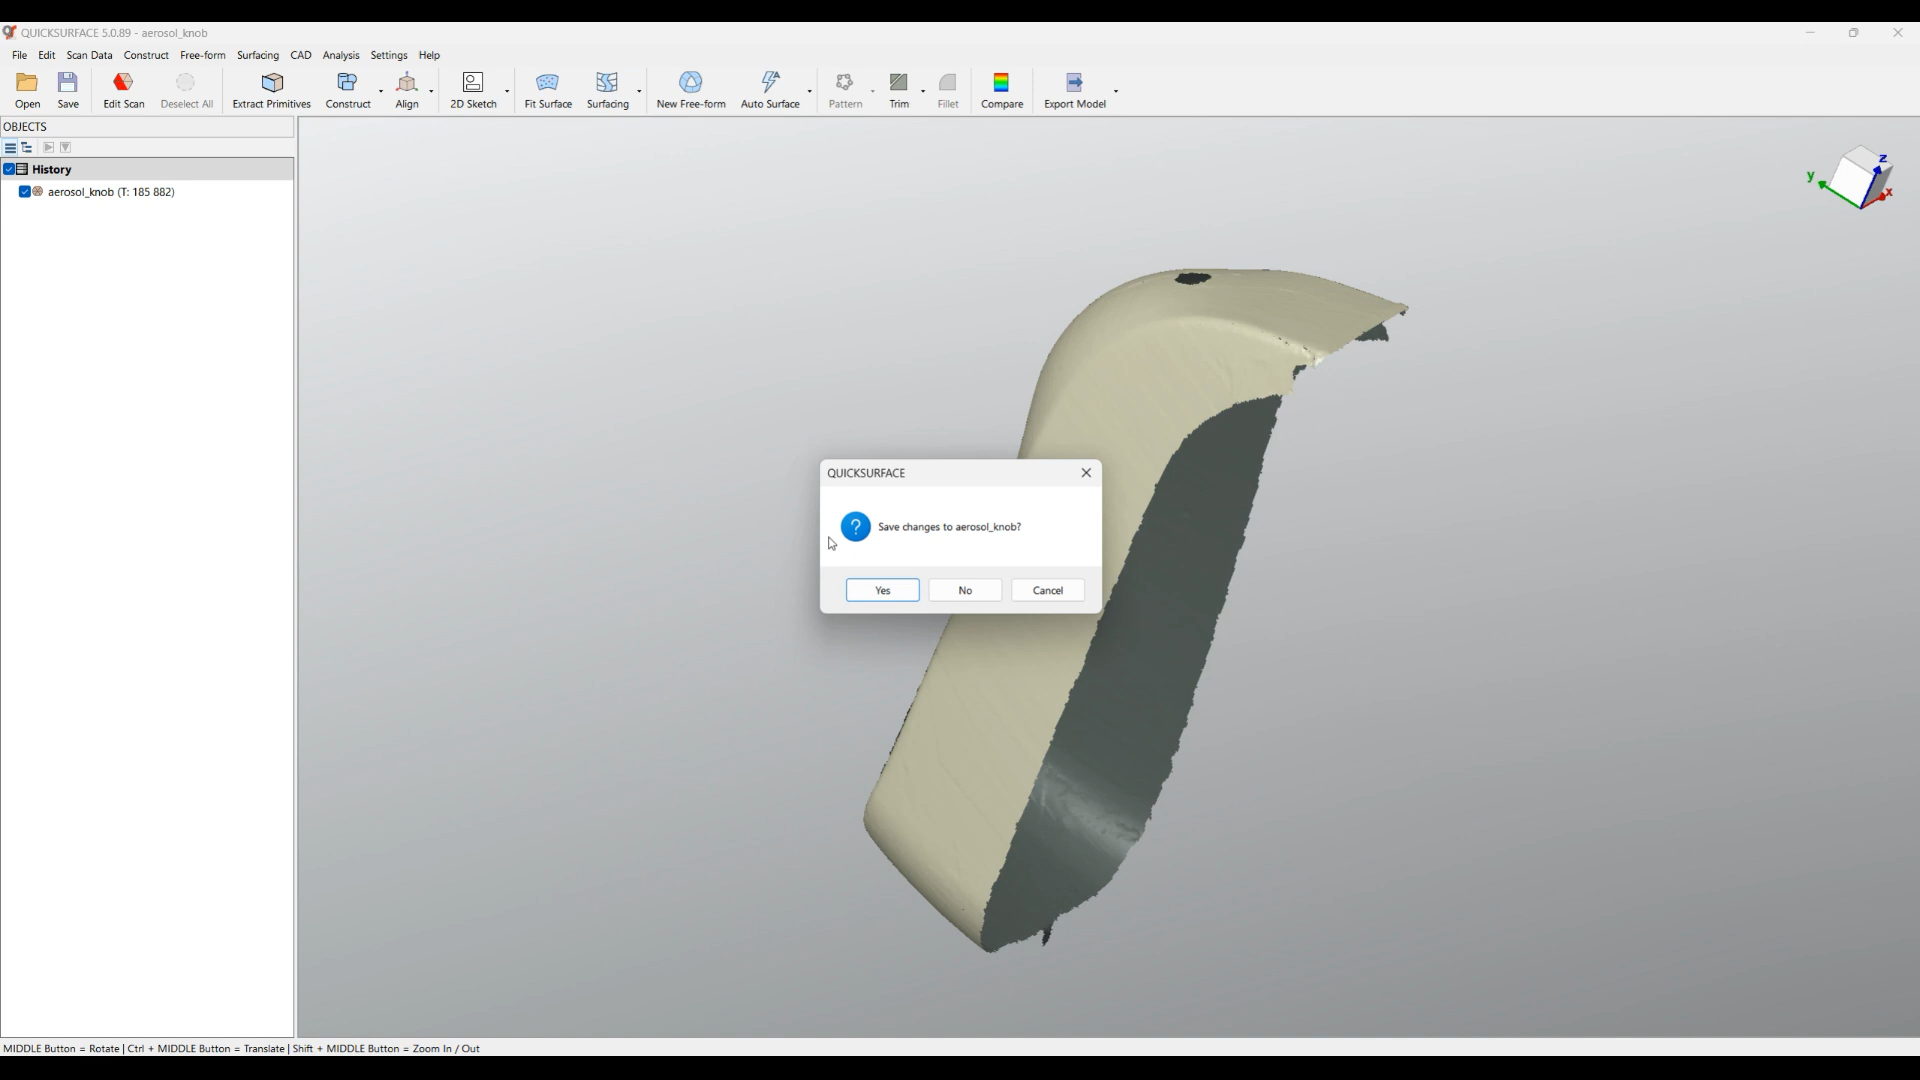 QUICKSURFACE 5.0.89 - aerosol_knob
File Edit Scan Data Construct Free-form Surfacing CAD Analysis Settings Help
Open Save Edit Scan Deselect All Extract Primitives Construct Align 2D Sketch Fit Surface Surfacing New Free-form Auto Surface Pattern Trim Fillet Compare Export Model
OBJECTS
History
aerosol_knob (T: 185 882)
z
y
x
QUICKSURFACE
Save changes to aerosol_knob?
Yes No Cancel
MIDDLE Button = Rotate | Ctrl + MIDDLE Button = Translate | Shift + MIDDLE Button = Zoom In / Out